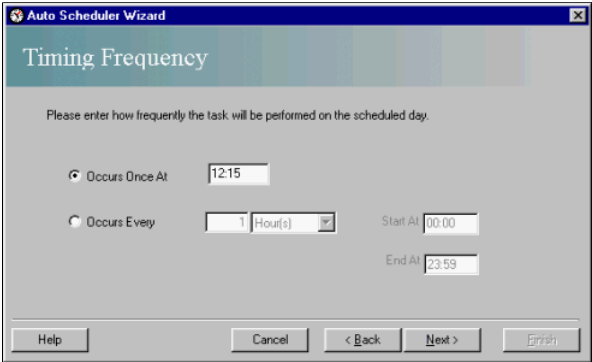 Auto Scheduler Wizard
Timing Frequency
Please enter how frequently the task will be performed on the scheduled day.
Occurs Once At 12:15
Occurs Every 1 Hour(s) Start At 00:00
End At 23:59
Help Cancel < Back Next > Finish